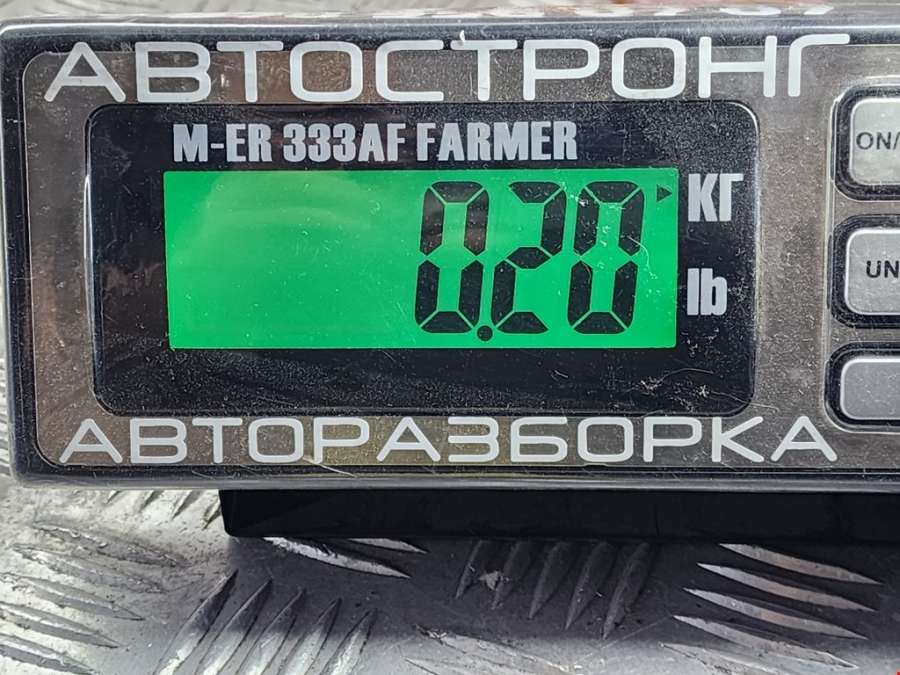 АВТОСТРОНГ
M-ER 333AF FARMER
ON/
0.20
КГ
UN
lb
АВТОРАЗБОРКА